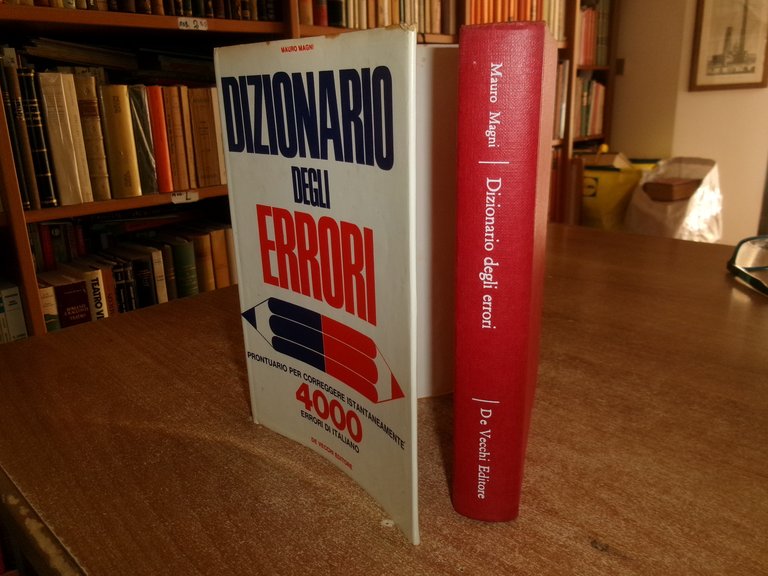 MAURO MAGNI
DIZIONARIO
DEGLI
ERRORI
PRONTUARIO PER CORREGGERE ISTANTANEAMENTE
4000
ERRORI DI ITALIANO
DE VECCHI EDITORE
Mauro Magni | Dizionario degli errori | De Vecchi Editore